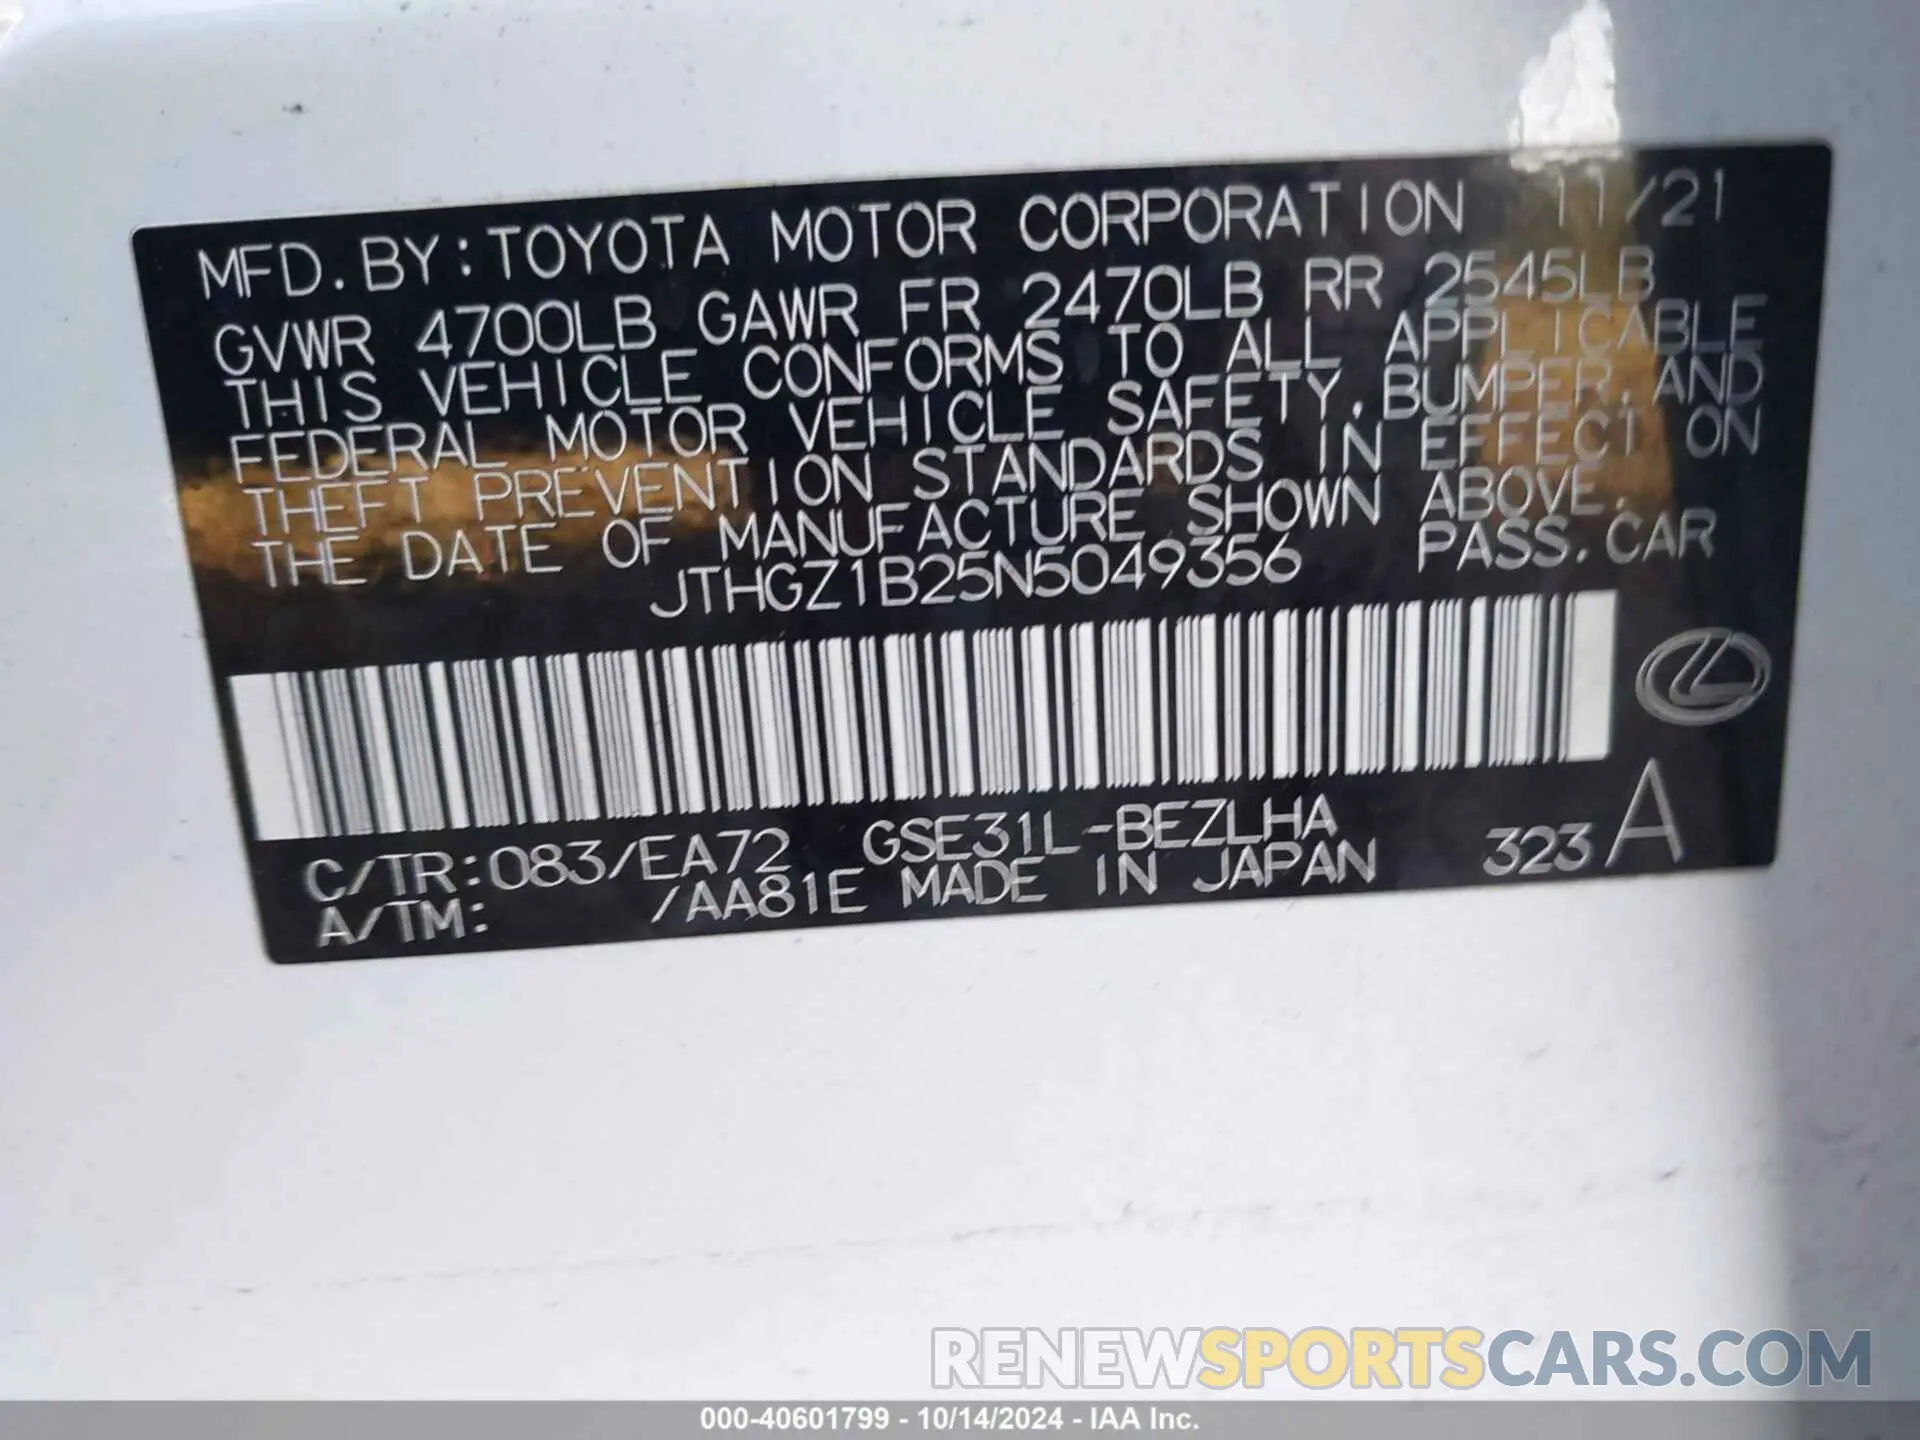 MFD. BY: TOYOTA MOTOR CORPORATION 11/21
GVWR 4700LB GAWR FR 2470LB RR 2545LB
THIS VEHICLE CONFORMS TO ALL APPLICABLE
FEDERAL MOTOR VEHICLE SAFETY, BUMPER, AND
THEFT PREVENTION STANDARDS IN EFFECT ON
THE DATE OF MANUFACTURE SHOWN ABOVE.
JTHGZ1B25N5049356 PASS. CAR
C/TR:083/EA72 GSE31L-BEZLHA 323 A
A/TM: /AA81E MADE IN JAPAN
RENEWSPORTSCARS.COM
000-40601799 - 10/14/2024 - IAA Inc.